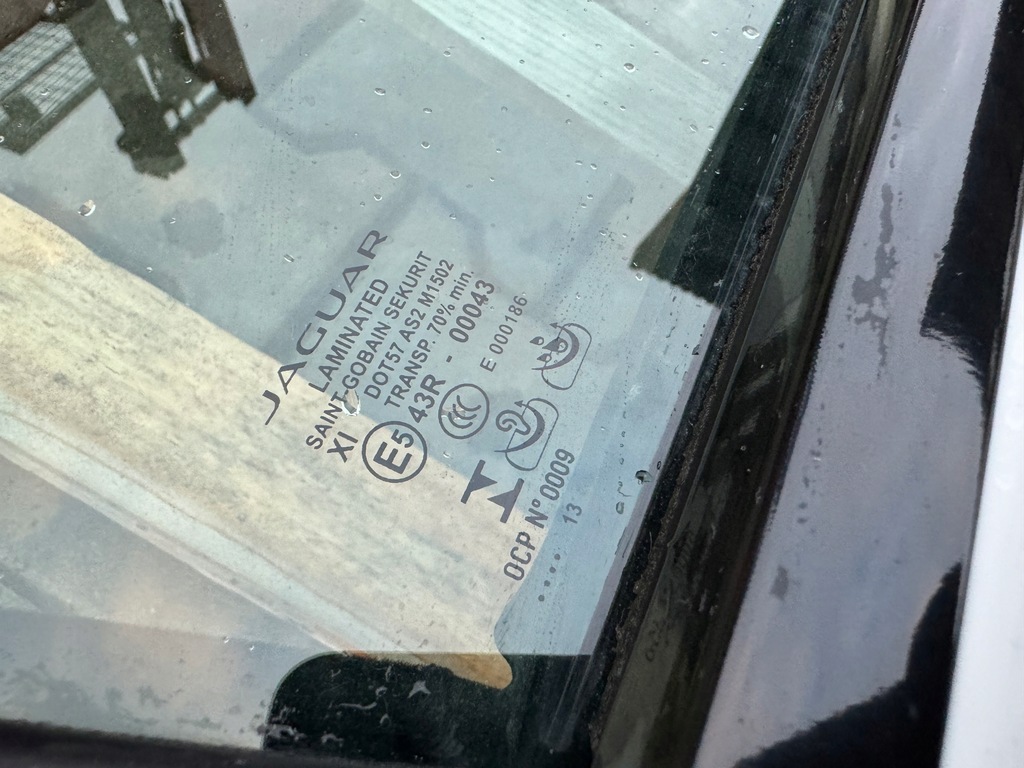 JAGUAR
LAMINATED
SAINT-GOBAIN SEKURIT
DOT57 AS2 M1502
XI TRANSP. 70% min.
E5 43R - 00043
CCC E 000186
OCP N° 0009
13